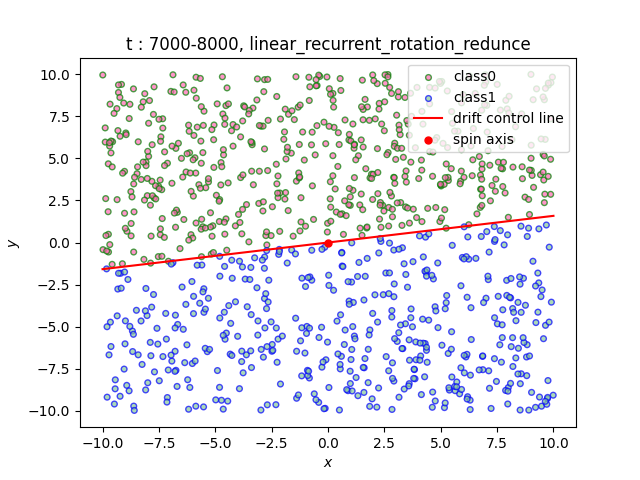 t : 7000-8000, linear_recurrent_rotation_redunce
class0
class1
drift control line
spin axis
y
10.0
7.5
5.0
2.5
0.0
−2.5
−5.0
−7.5
−10.0
−10.0 −7.5 −5.0 −2.5 0.0 2.5 5.0 7.5 10.0
x